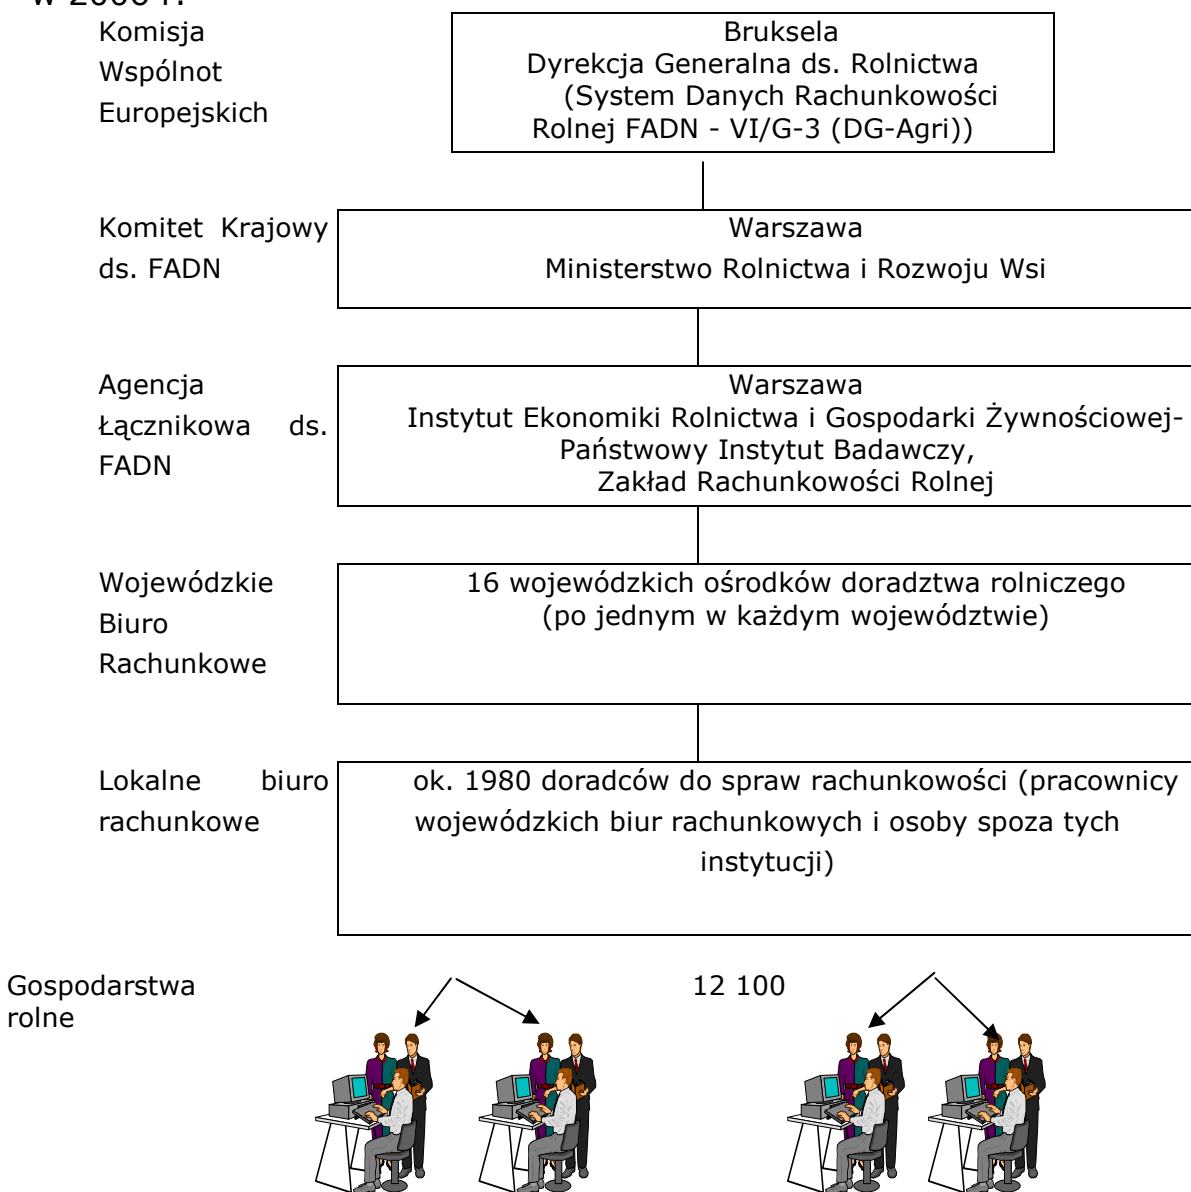 w 2006 r.
Komisja
Wspólnot
Europejskich
Bruksela
Dyrekcja Generalna ds. Rolnictwa
(System Danych Rachunkowości
Rolnej FADN - VI/G-3 (DG-Agri))
Komitet Krajowy
ds. FADN
Warszawa
Ministerstwo Rolnictwa i Rozwoju Wsi
Agencja
Łącznikowa ds.
FADN
Warszawa
Instytut Ekonomiki Rolnictwa i Gospodarki Żywnościowej-
Państwowy Instytut Badawczy,
Zakład Rachunkowości Rolnej
Wojewódzkie
Biuro
Rachunkowe
16 wojewódzkich ośrodków doradztwa rolniczego
(po jednym w każdym województwie)
Lokalne biuro
rachunkowe
ok. 1980 doradców do spraw rachunkowości (pracownicy
wojewódzkich biur rachunkowych i osoby spoza tych
instytucji)
Gospodarstwa
rolne
12 100